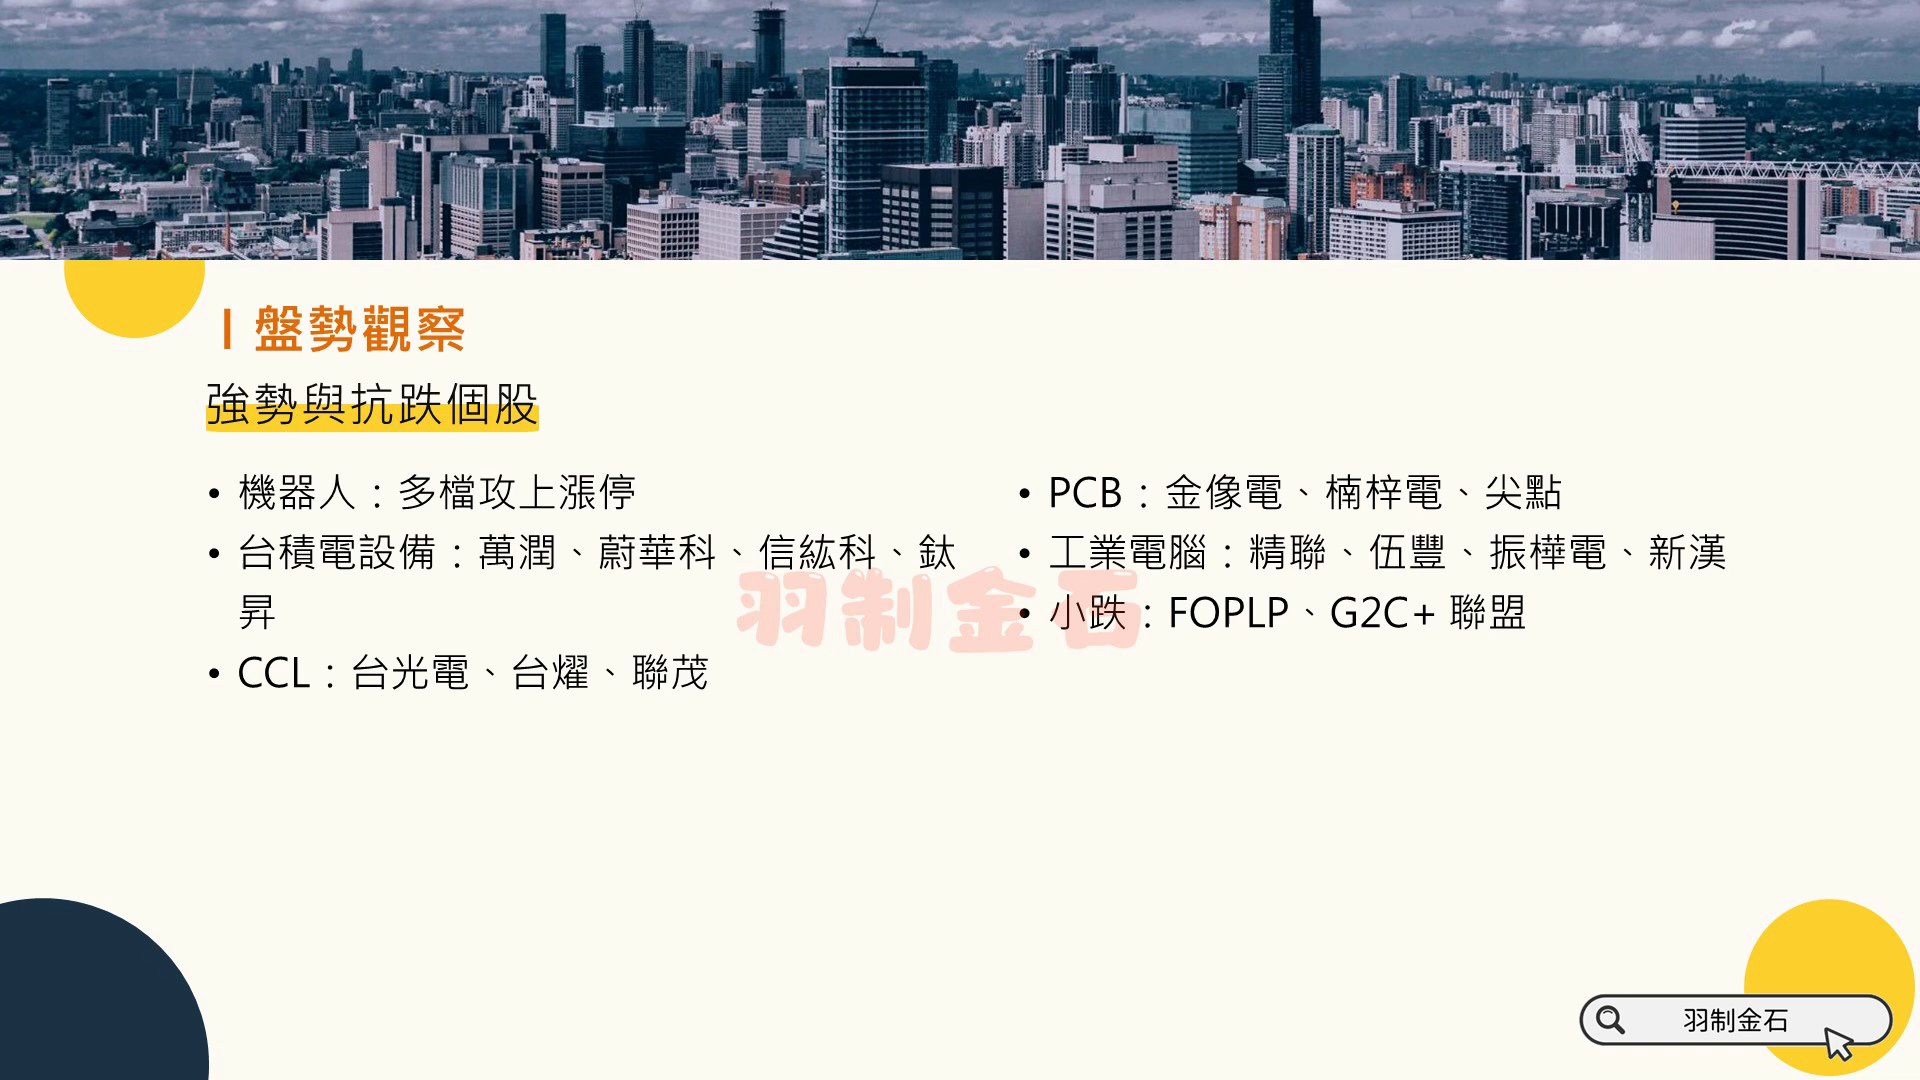 | 盤勢觀察
強勢與抗跌個股
• 機器人：多檔攻上漲停
• 台積電設備：萬潤、蔚華科、信紘科、鈦
昇
• CCL：台光電、台燿、聯茂
• PCB：金像電、楠梓電、尖點
• 工業電腦：精聯、伍豐、振樺電、新漢
• 小跌：FOPLP、G2C+ 聯盟
羽制金石
羽制金石